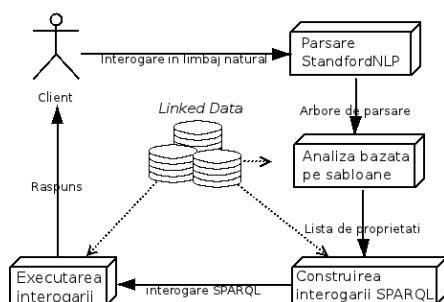 Parsare
StandfordNLP
Interogare in limbaj natural
Client
Linked Data
Arbore de parsare
Analiza bazata
pe sabloane
Raspuns
Lista de proprietati
Executarea
interogarii
Interogare SPARQL
Construirea
interogarii SPARQL